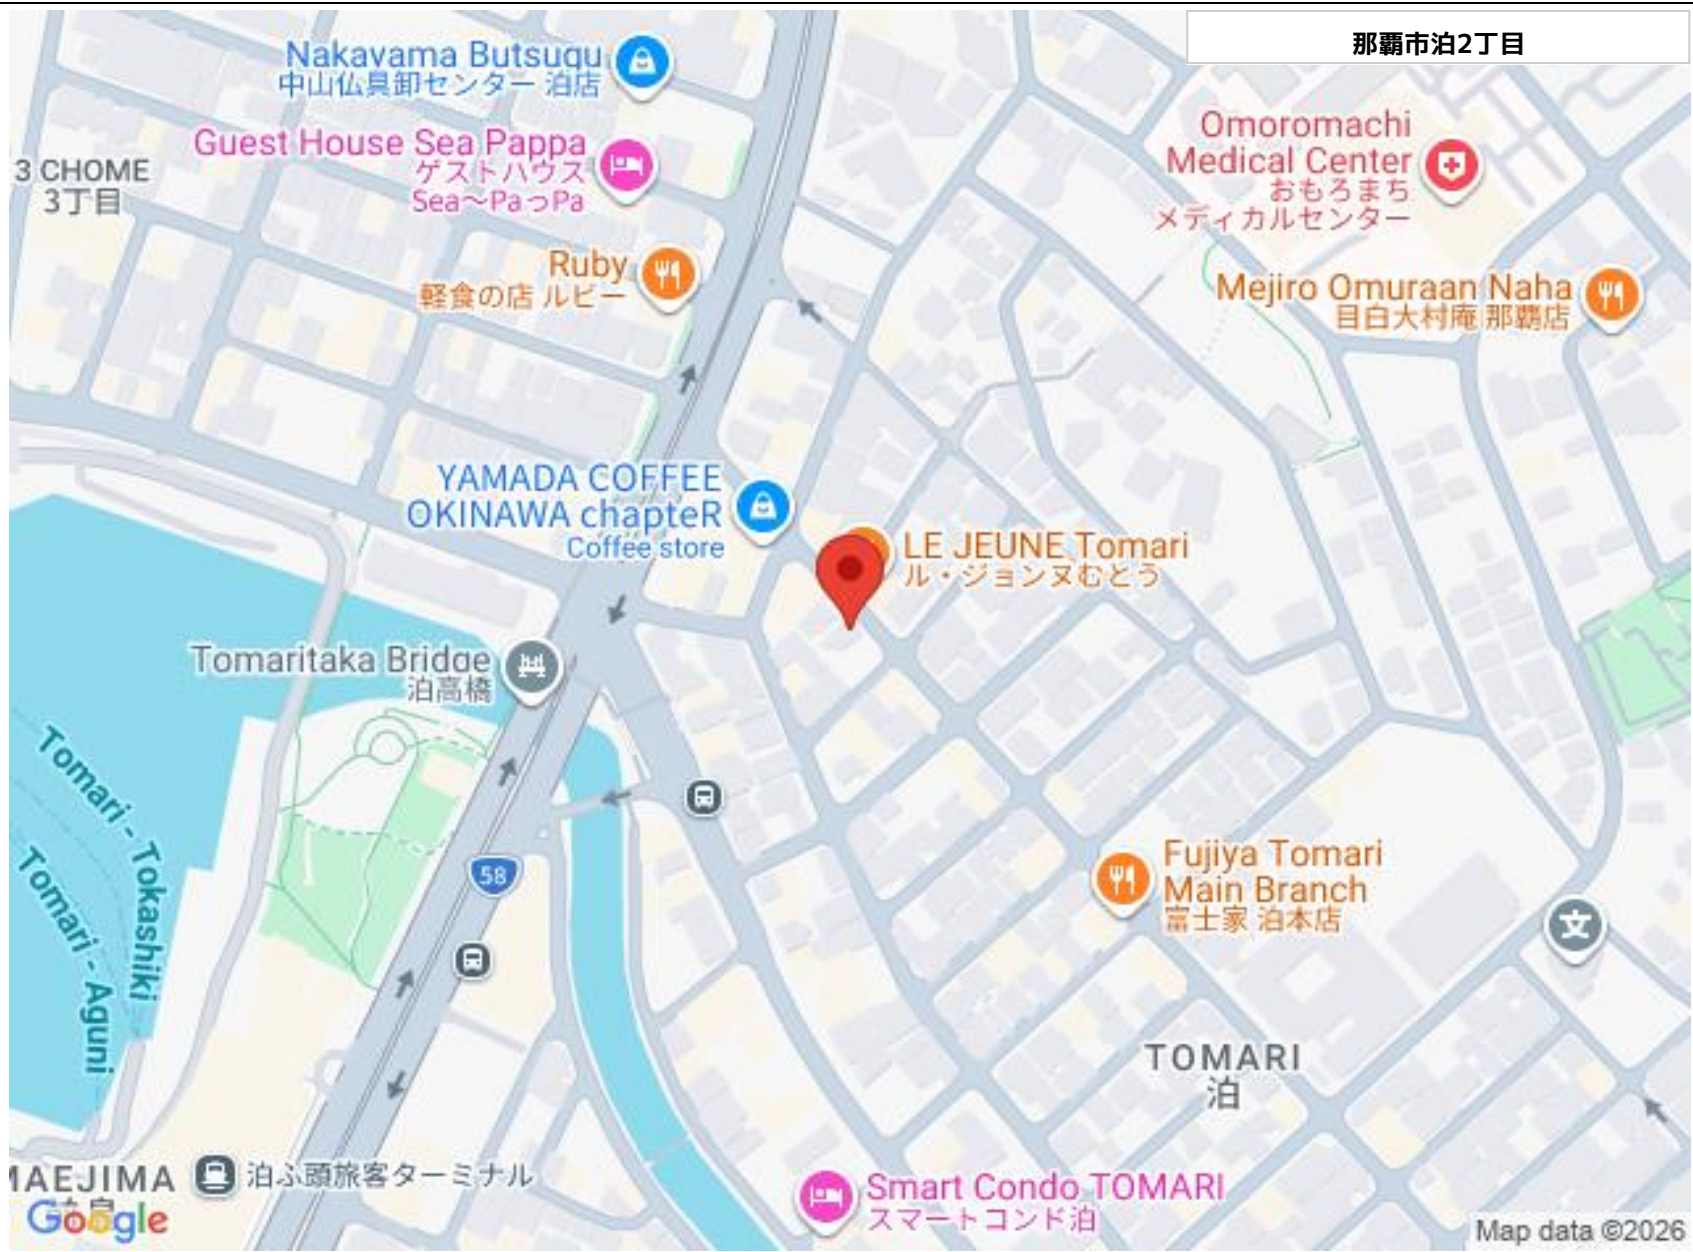 那覇市泊2丁目
Nakayama Butsugu
中山仏具卸センター 泊店
Guest House Sea Pappa
ゲストハウス
Sea～PaっPa
3 CHOME
3丁目
Omoromachi
Medical Center
おもろまち
メディカルセンター
Ruby
軽食の店 ルビー
Mejiro Omuraan Naha
目白大村庵 那覇店
YAMADA COFFEE
OKINAWA chapteR
Coffee store
LE JEUNE Tomari
ル・ジョンヌむとう
Tomaritaka Bridge
泊高橋
Tomari - Tokashiki
Tomari - Aguni
58
Fujiya Tomari
Main Branch
富士家 泊本店
文
TOMARI
泊
MAEJIMA
泊ふ頭旅客ターミナル
Smart Condo TOMARI
スマートコンド泊
Google
Map data ©2026